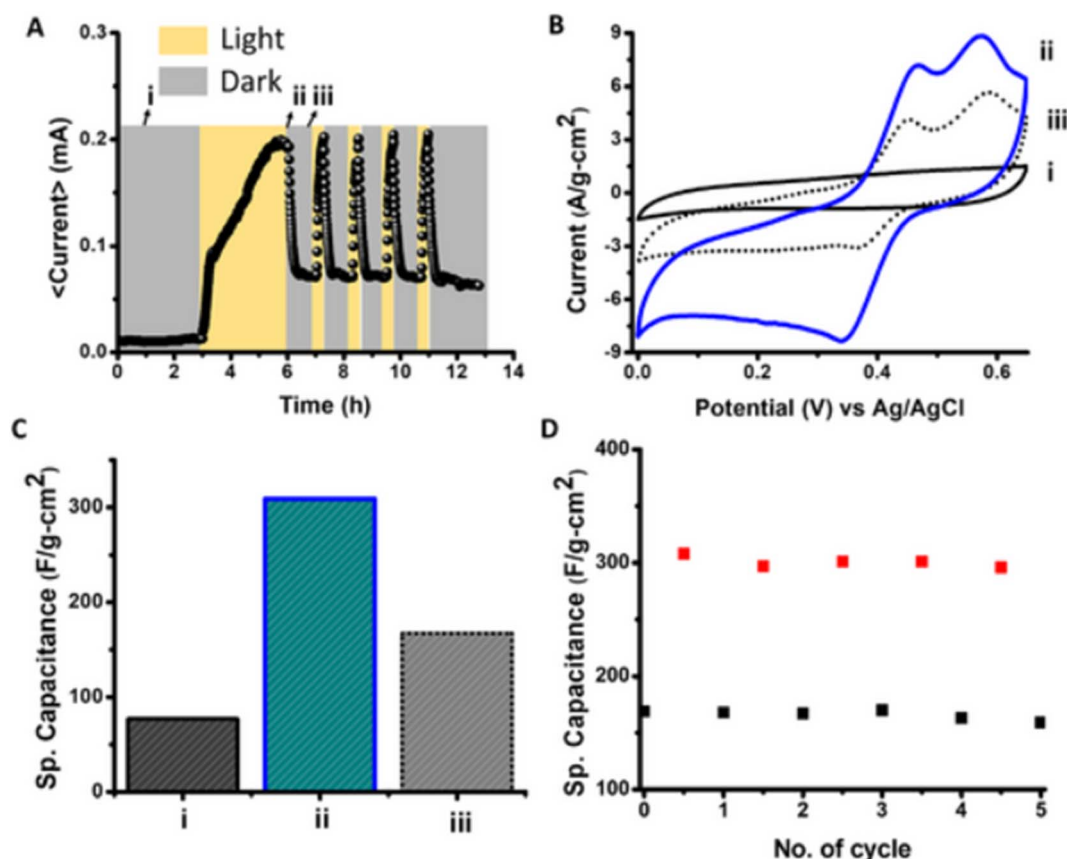 A
Light
Dark
i
ii
iii
<Current> (mA)
0.3
0.2
0.1
0.0
0 2 4 6 8 10 12 14
Time (h)
B
Current (A/g-cm²)
9
6
3
0
-3
-6
-9
ii
iii
i
0.0 0.2 0.4 0.6
Potential (V) vs Ag/AgCl
C
Sp. Capacitance (F/g-cm²)
300
200
100
0
i ii iii
D
Sp. Capacitance (F/g-cm²)
400
300
200
100
0 1 2 3 4 5
No. of cycle